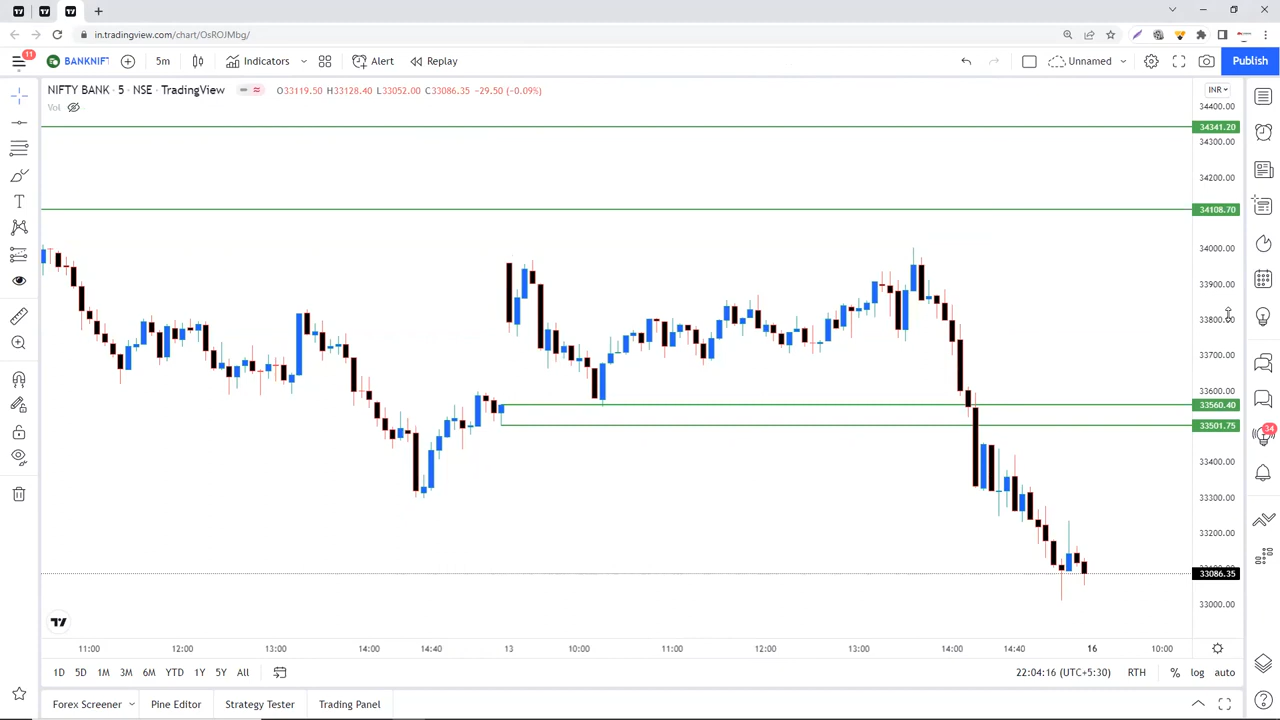 in.tradingview.com/chart/OsROJMbg/
11
BANKNIFT
5m
Indicators
Alert
Replay
Unnamed
Publish
NIFTY BANK · 5 · NSE · TradingView
O33119.50 H33128.40 L33052.00 C33086.35 −29.50 (−0.09%)
INR
Vol
34400.00
34341.20
34300.00
34200.00
34108.70
34000.00
33900.00
33800.00
33700.00
33600.00
33560.40
33501.75
34
33400.00
33300.00
33200.00
33086.35
33000.00
11:00 12:00 13:00 14:00 14:40 13 10:00 11:00 12:00 13:00 14:00 14:40 16 10:00
1D 5D 1M 3M 6M YTD 1Y 5Y All
22:04:16 (UTC+5:30) RTH % log auto
Forex Screener Pine Editor Strategy Tester Trading Panel